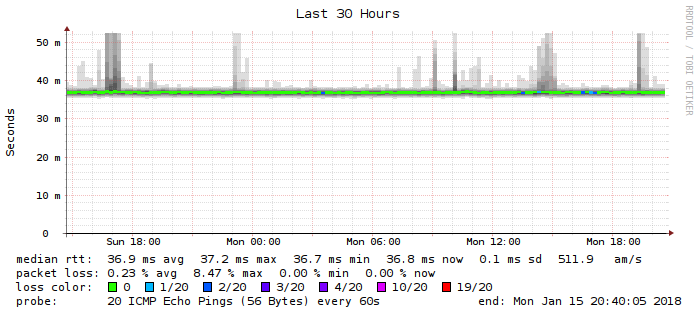 Last 30 Hours
RRDTOOL / TOBI OETIKER
Seconds
50 m
40 m
30 m
20 m
10 m
0
Sun 18:00 Mon 00:00 Mon 06:00 Mon 12:00 Mon 18:00
median rtt: 36.9 ms avg 37.2 ms max 36.7 ms min 36.8 ms now 0.1 ms sd 511.9 am/s
packet loss: 0.23 % avg 8.47 % max 0.00 % min 0.00 % now
loss color: 0 1/20 2/20 3/20 4/20 10/20 19/20
probe: 20 ICMP Echo Pings (56 Bytes) every 60s end: Mon Jan 15 20:40:05 2018